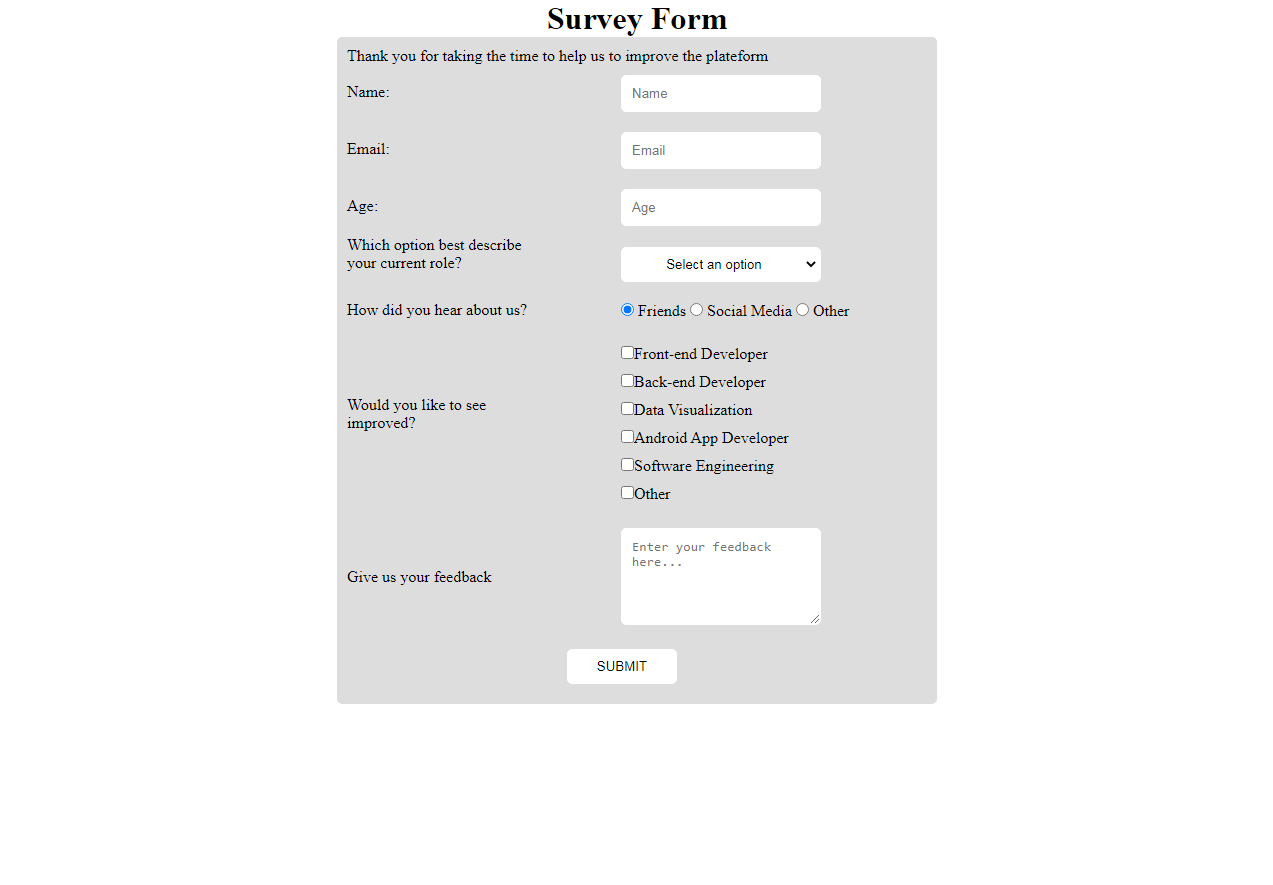 Survey Form
Thank you for taking the time to help us to improve the plateform
Name:
Name
Email:
Email
Age:
Age
Which option best describe
your current role?
Select an option
How did you hear about us?
Friends Social Media Other
Would you like to see
improved?
Front-end Developer
Back-end Developer
Data Visualization
Android App Developer
Software Engineering
Other
Give us your feedback
Enter your feedback
here...
SUBMIT